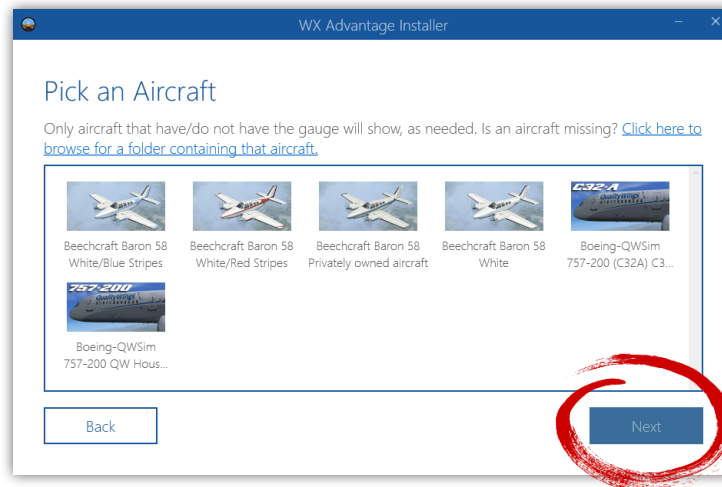 WX Advantage Installer
Pick an Aircraft
Only aircraft that have/do not have the gauge will show, as needed. Is an aircraft missing? Click here to
browse for a folder containing that aircraft.
C32-A
QualityWings
Beechcraft Baron 58
White/Blue Stripes
Beechcraft Baron 58
White/Red Stripes
Beechcraft Baron 58
Privately owned aircraft
Beechcraft Baron 58
White
Boeing-QWSim
757-200 (C32A) C3...
757-200
QualityWings
Boeing-QWSim
757-200 QW Hous...
Back
Next